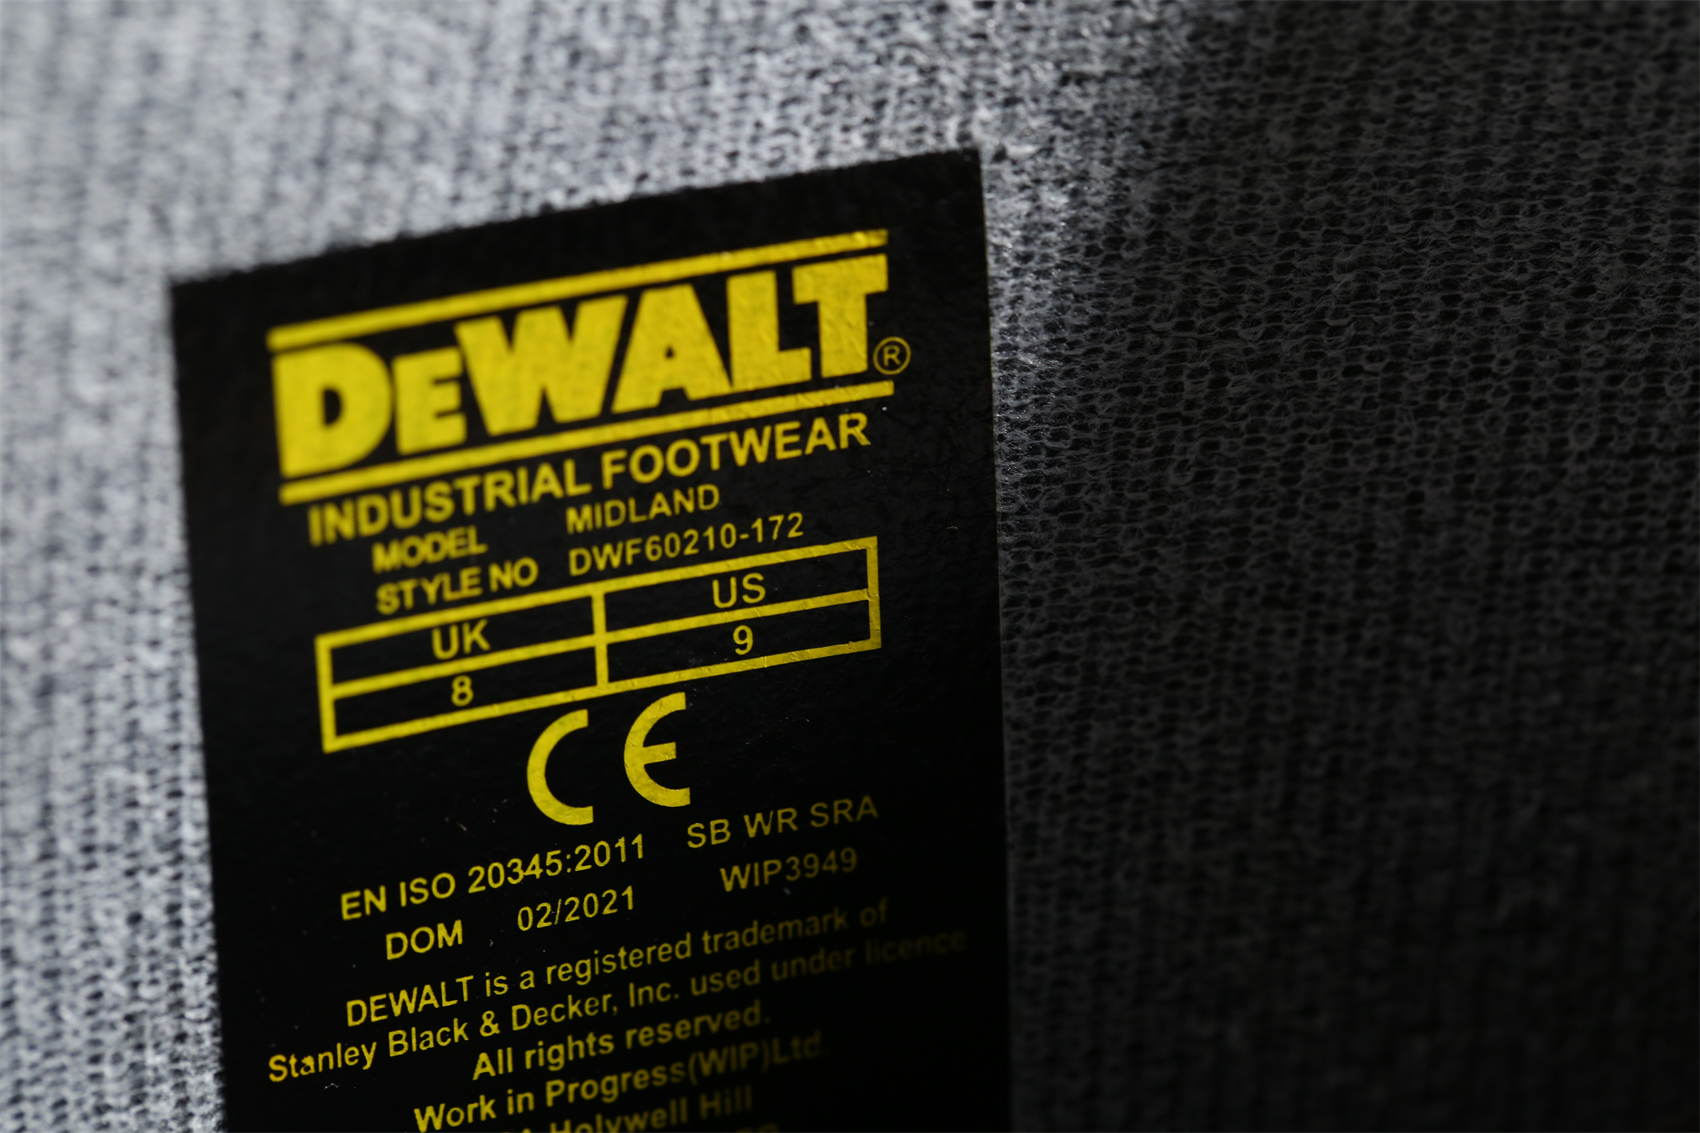 DEWALT®
INDUSTRIAL FOOTWEAR
MODEL MIDLAND
STYLE NO DWF60210-172
UK US
8 9
CE
EN ISO 20345:2011 SB WR SRA
DOM 02/2021 WIP3949
DEWALT is a registered trademark of
Stanley Black & Decker, Inc. used under licence
All rights reserved.
Work in Progress(WIP)Ltd.
Holywell Hill